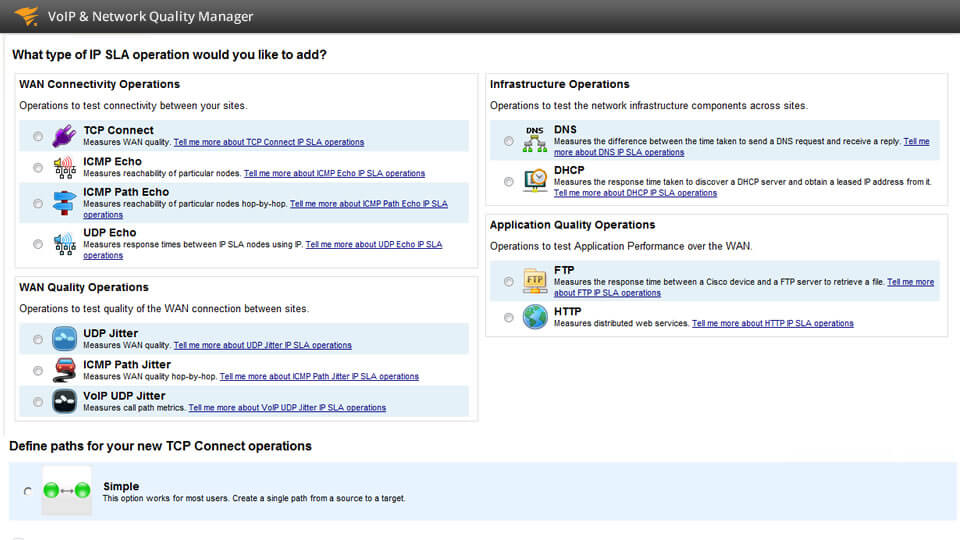 VoIP & Network Quality Manager
What type of IP SLA operation would you like to add?
WAN Connectivity Operations
Operations to test connectivity between your sites.
TCP Connect
Measures WAN quality. Tell me more about TCP Connect IP SLA operations
ICMP Echo
Measures reachability of particular nodes. Tell me more about ICMP Echo IP SLA operations
ICMP Path Echo
Measures reachability of particular nodes hop-by-hop. Tell me more about ICMP Path Echo IP SLA
operations
UDP Echo
Measures response times between IP SLA nodes using IP. Tell me more about UDP Echo IP SLA
operations
WAN Quality Operations
Operations to test quality of the WAN connection between sites.
UDP Jitter
Measures WAN quality. Tell me more about UDP Jitter IP SLA operations
ICMP Path Jitter
Measures WAN quality hop-by-hop. Tell me more about ICMP Path Jitter IP SLA operations
VoIP UDP Jitter
Measures call path metrics. Tell me more about VoIP UDP Jitter IP SLA operations
Infrastructure Operations
Operations to test the network infrastructure components across sites.
DNS
DNS
Measures the difference between the time taken to send a DNS request and receive a reply. Tell me
more about DNS IP SLA operations
DHCP
Measures the response time taken to discover a DHCP server and obtain a leased IP address from it.
Tell me more about DHCP IP SLA operations
Application Quality Operations
Operations to test Application Performance over the WAN.
FTP
FTP
Measures the response time between a Cisco device and a FTP server to retrieve a file. Tell me more
about FTP IP SLA operations
HTTP
Measures distributed web services. Tell me more about HTTP IP SLA operations
Define paths for your new TCP Connect operations
Simple
This option works for most users. Create a single path from a source to a target.